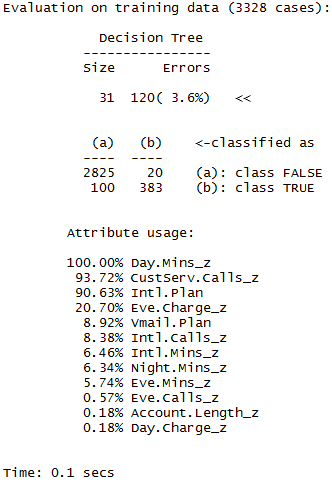 Evaluation on training data (3328 cases):
Decision Tree
----------------
Size Errors
31 120( 3.6%) <<
(a) (b) <-classified as
---- ----
2825 20 (a): class FALSE
100 383 (b): class TRUE
Attribute usage:
100.00% Day.Mins_z
93.72% CustServ.Calls_z
90.63% Intl.Plan
20.70% Eve.Charge_z
8.92% Vmail.Plan
8.38% Intl.Calls_z
6.46% Intl.Mins_z
6.34% Night.Mins_z
5.74% Eve.Mins_z
0.57% Eve.Calls_z
0.18% Account.Length_z
0.18% Day.Charge_z
Time: 0.1 secs